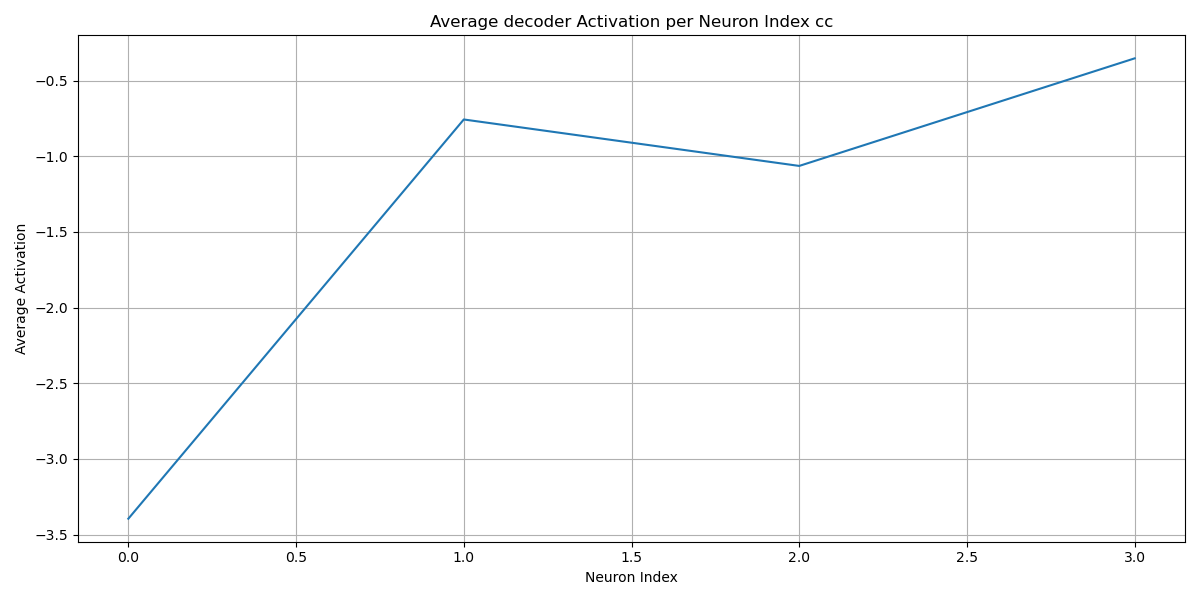 Average decoder Activation per Neuron Index cc
Average Activation
−0.5
−1.0
−1.5
−2.0
−2.5
−3.0
−3.5
0.0 0.5 1.0 1.5 2.0 2.5 3.0
Neuron Index